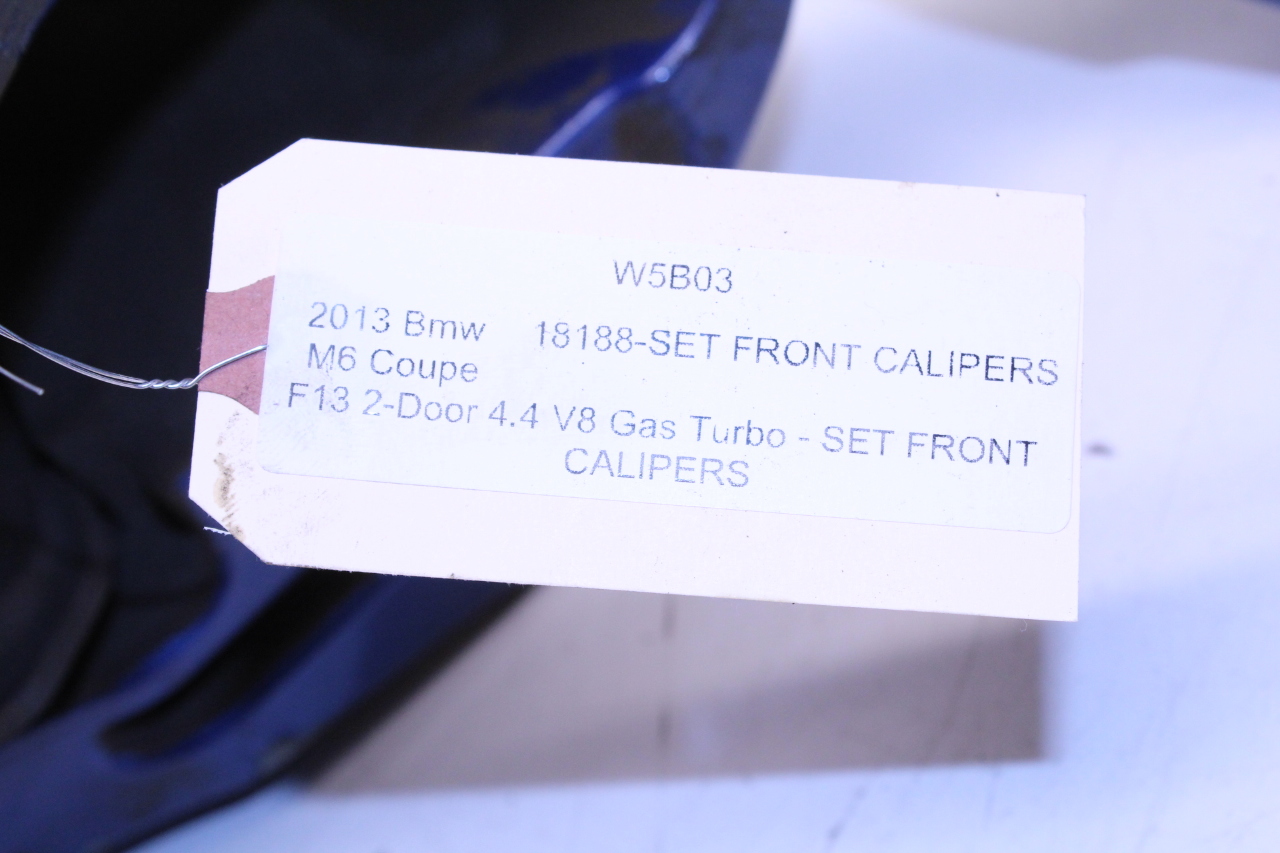 W5B03
2013 Bmw 18188-SET FRONT CALIPERS
M6 Coupe
F13 2-Door 4.4 V8 Gas Turbo - SET FRONT
CALIPERS